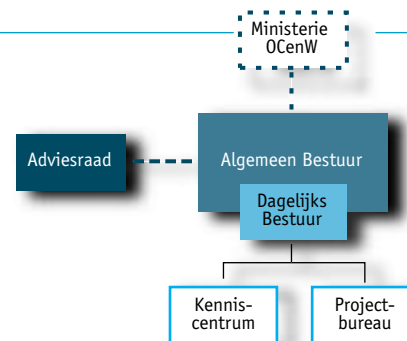 Ministerie
OCenW
Adviesraad
Algemeen Bestuur
Dagelijks
Bestuur
Kennis-
centrum
Project-
bureau